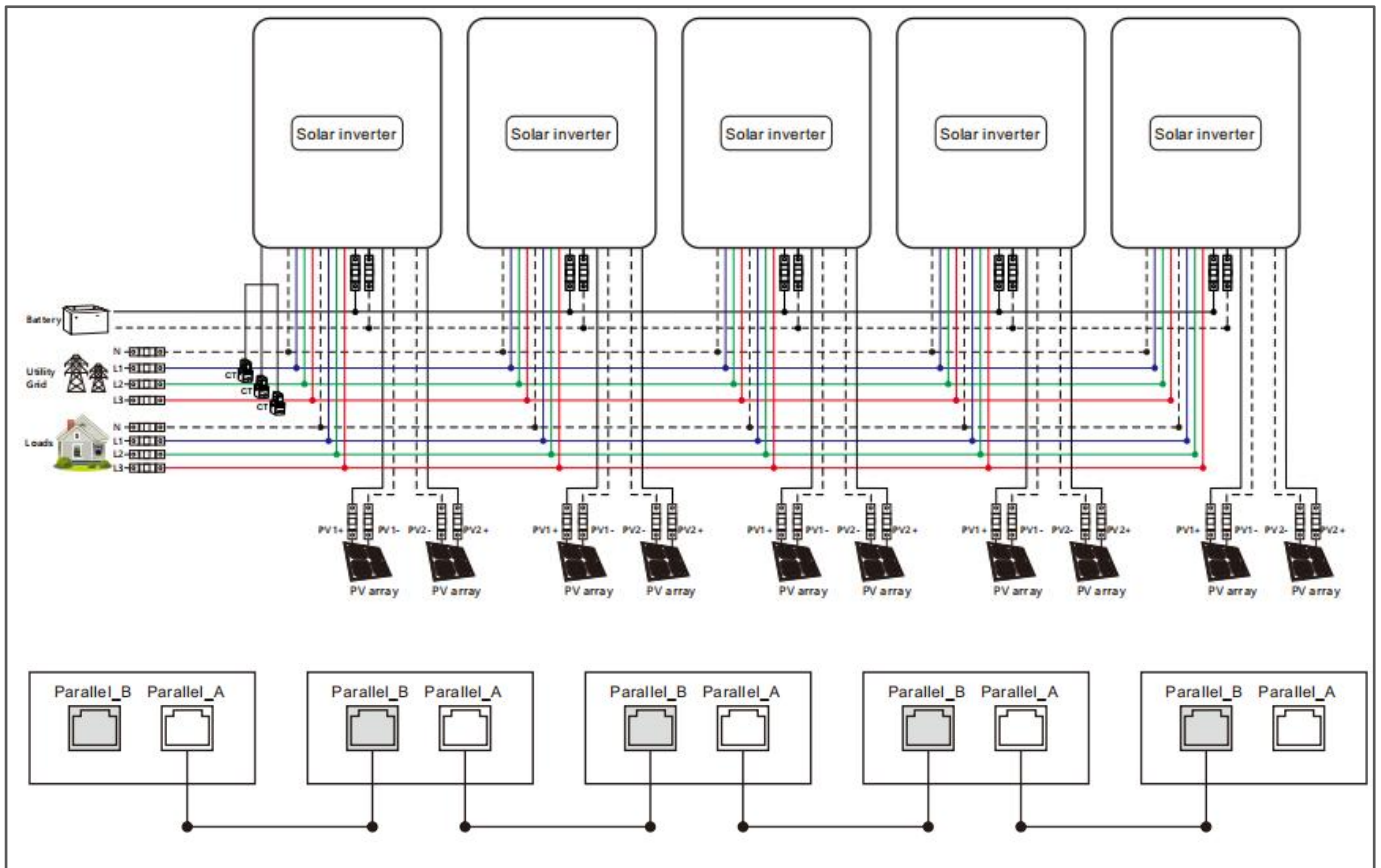 Solar inverter Solar inverter Solar inverter Solar inverter Solar inverter
Battery
N
Utility Grid
L1
CT
L2
CT
L3
CT
N
Loads
L1
L2
L3
PV1+ PV1- PV2- PV2+ PV1+ PV1- PV2- PV2+ PV1+ PV1- PV2- PV2+ PV1+ PV1- PV2- PV2+ PV1+ PV1- PV2- PV2+
PV array PV array PV array PV array PV array PV array PV array PV array PV array PV array
Parallel_B Parallel_A Parallel_B Parallel_A Parallel_B Parallel_A Parallel_B Parallel_A Parallel_B Parallel_A